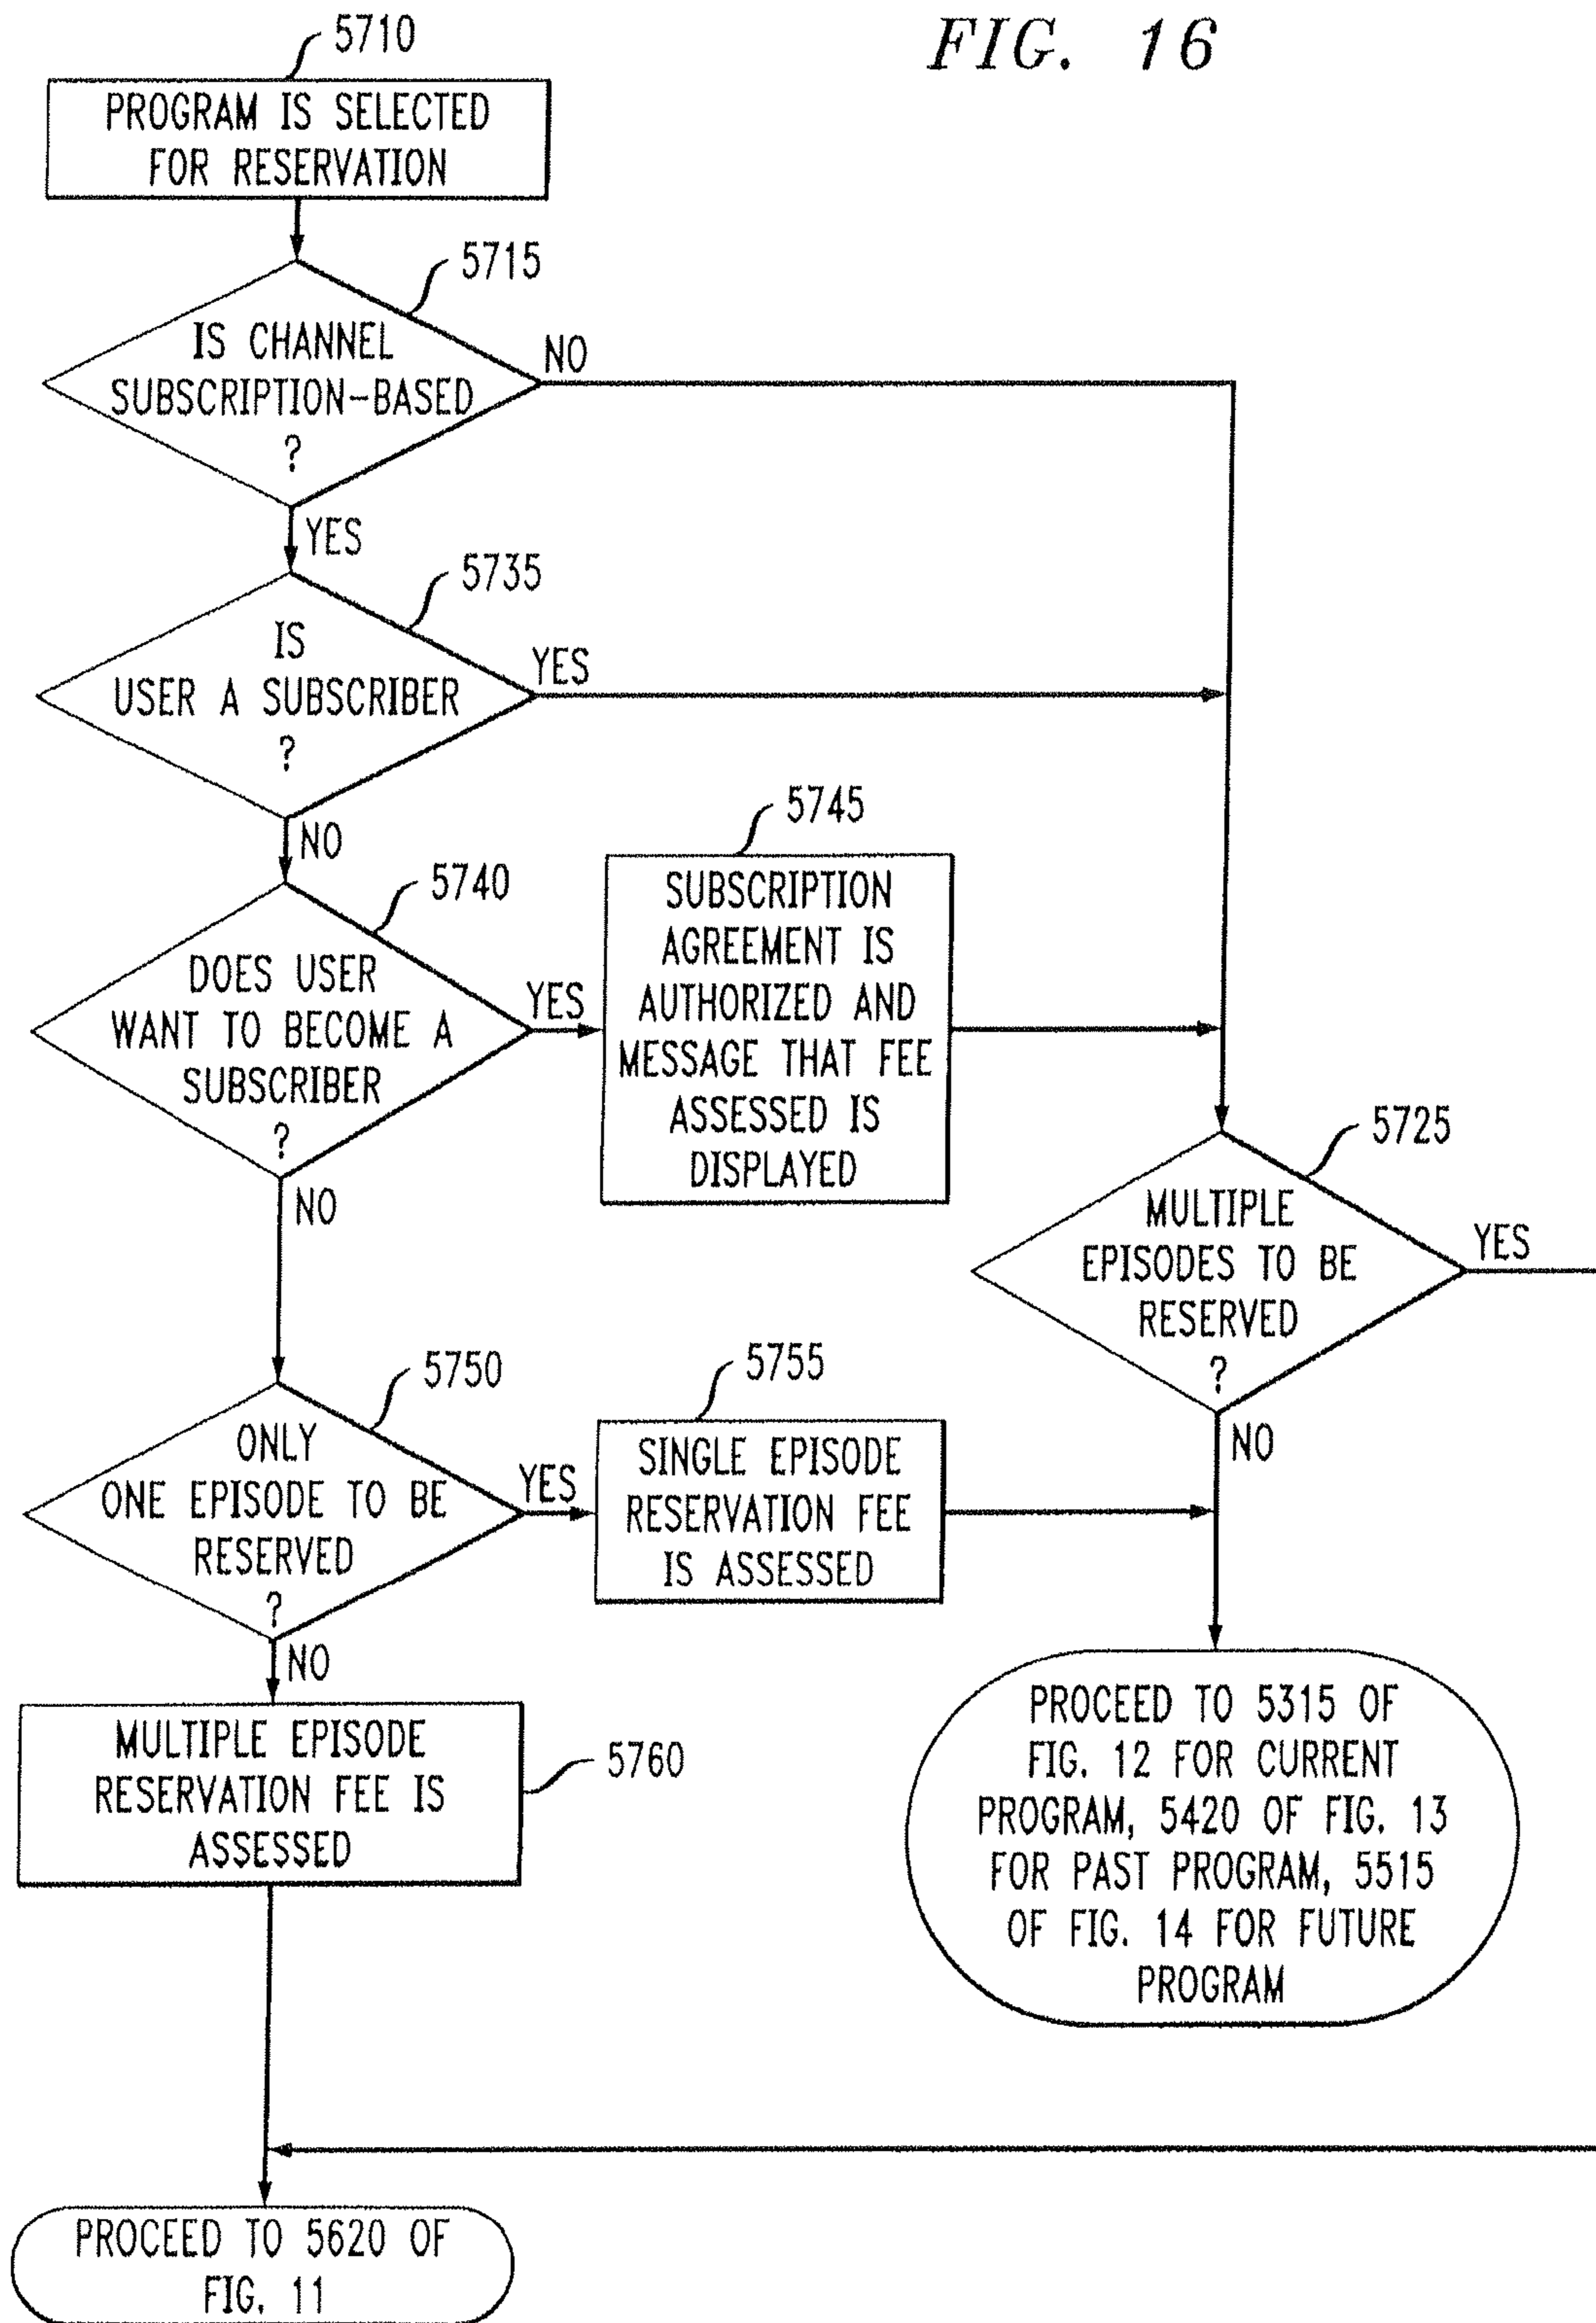 FIG. 16
5710
PROGRAM IS SELECTED
FOR RESERVATION
5715
IS CHANNEL
SUBSCRIPTION-BASED
?
NO
YES
5735
IS
USER A SUBSCRIBER
?
YES
NO
5740
DOES USER
WANT TO BECOME A
SUBSCRIBER
?
YES
NO
5745
SUBSCRIPTION
AGREEMENT IS
AUTHORIZED AND
MESSAGE THAT FEE
ASSESSED IS
DISPLAYED
5725
MULTIPLE
EPISODES TO BE
RESERVED
?
YES
NO
5750
ONLY
ONE EPISODE TO BE
RESERVED
?
YES
NO
5755
SINGLE EPISODE
RESERVATION FEE
IS ASSESSED
5760
MULTIPLE EPISODE
RESERVATION FEE IS
ASSESSED
PROCEED TO 5315 OF
FIG. 12 FOR CURRENT
PROGRAM, 5420 OF FIG. 13
FOR PAST PROGRAM, 5515
OF FIG. 14 FOR FUTURE
PROGRAM
PROCEED TO 5620 OF
FIG. 11